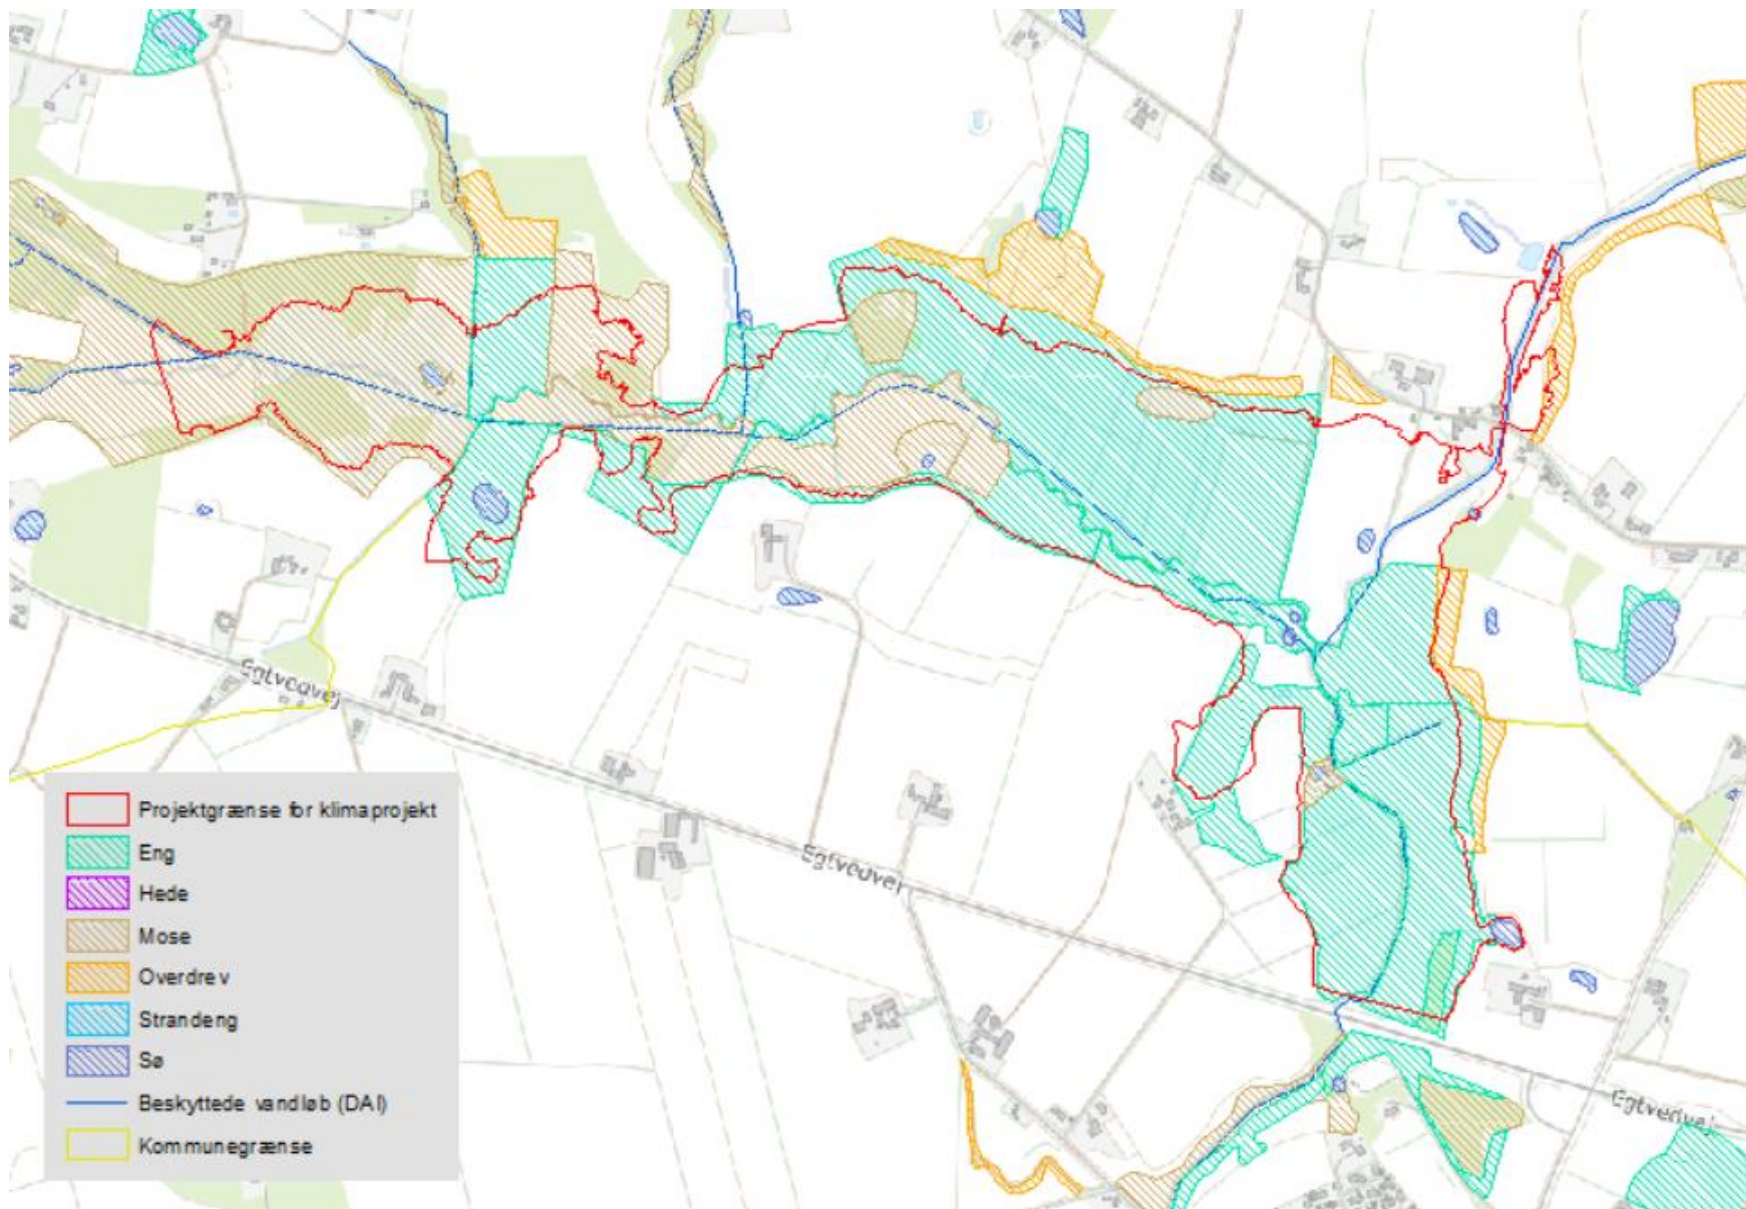 Egtvedvej
Egtvedvej
Egtvedvej
Projektgrænse for klimaprojekt
Eng
Hede
Mose
Overdrev
Strandeng
Sø
Beskyttede vandløb (DAI)
Kommunegrænse